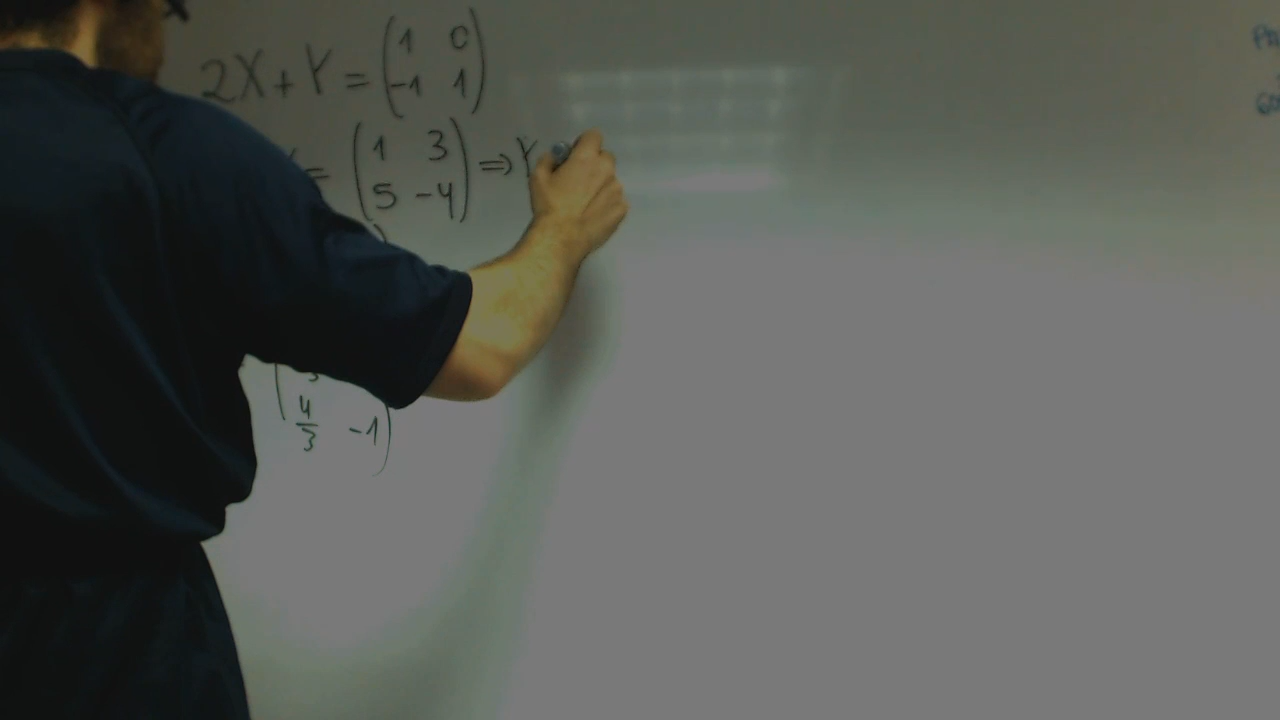 2X + Y = (1 0
-1 1)
= (1 3
5 -4) ⇒ Y
4/3 -1)